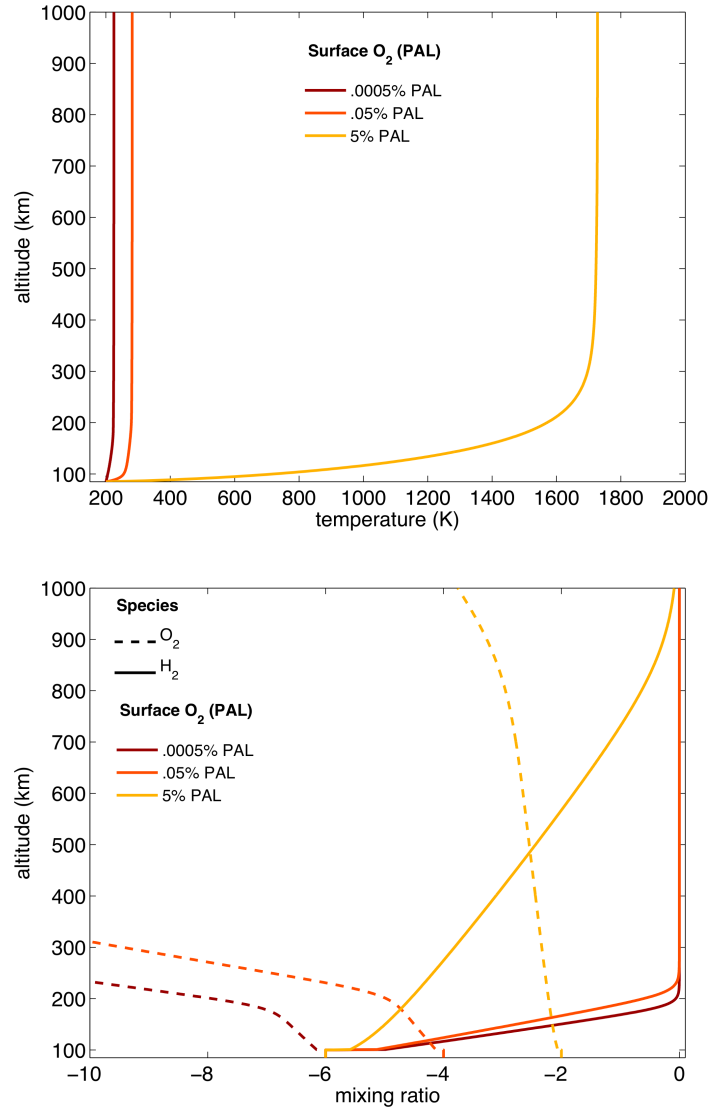 1000
900
800
700
600
500
400
300
200
100
altitude (km)
Surface O2 (PAL)
.0005% PAL
.05% PAL
5% PAL
200 400 600 800 1000 1200 1400 1600 1800 2000
temperature (K)
1000
900
800
700
600
500
400
300
200
100
altitude (km)
Species
O2
H2
Surface O2 (PAL)
.0005% PAL
.05% PAL
5% PAL
−10 −8 −6 −4 −2 0
mixing ratio